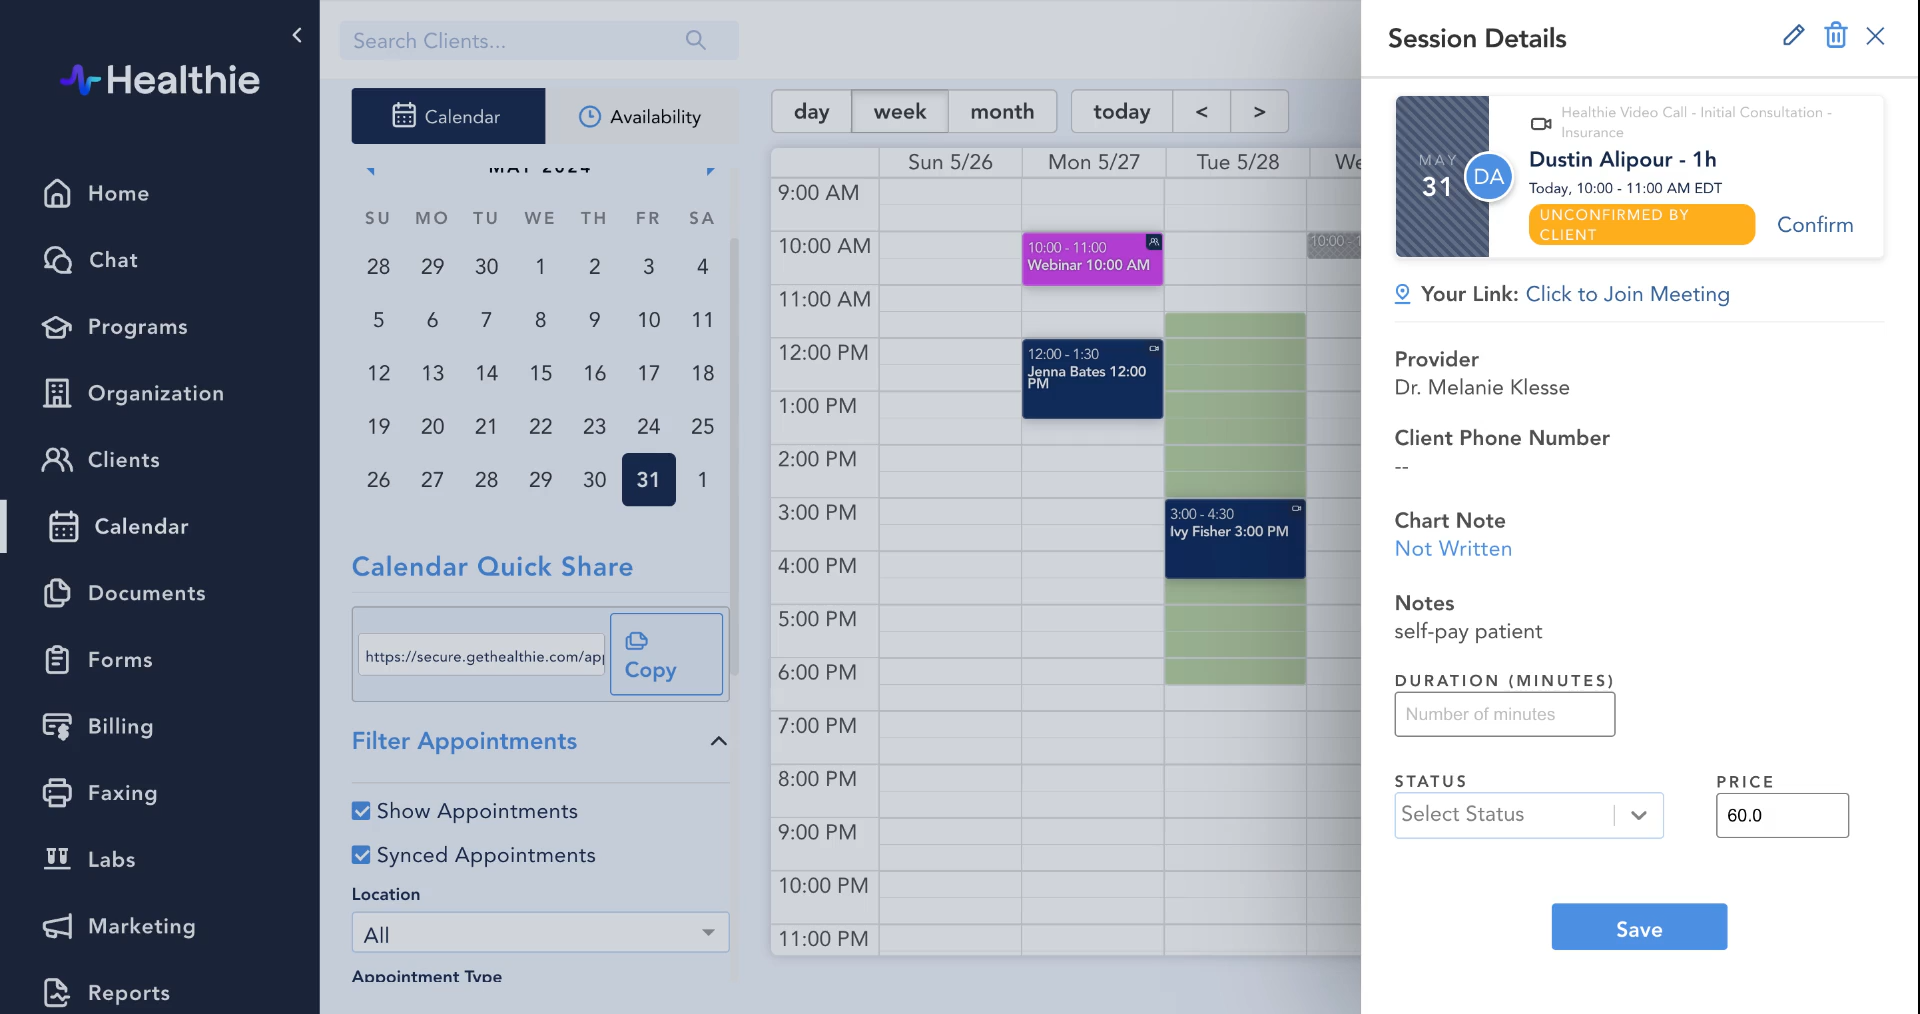 Healthie
Home
Chat
Programs
Organization
Clients
Calendar
Documents
Forms
Billing
Faxing
Labs
Marketing
Reports
Search Clients...
Calendar
Availability
MAY 2024
SU MO TU WE TH FR SA
28 29 30 1 2 3 4
5 6 7 8 9 10 11
12 13 14 15 16 17 18
19 20 21 22 23 24 25
26 27 28 29 30 31 1
Calendar Quick Share
https://secure.gethealthie.com/app
Copy
Filter Appointments
Show Appointments
Synced Appointments
Location
All
Appointment Type
day week month today < >
Sun 5/26 Mon 5/27 Tue 5/28 We
9:00 AM
10:00 AM
11:00 AM
12:00 PM
1:00 PM
2:00 PM
3:00 PM
4:00 PM
5:00 PM
6:00 PM
7:00 PM
8:00 PM
9:00 PM
10:00 PM
11:00 PM
10:00 - 11:00
Webinar 10:00 AM
12:00 - 1:30
Jenna Bates 12:00
PM
3:00 - 4:30
Ivy Fisher 3:00 PM
10:00 - 1
Session Details
MAY
31
DA
Healthie Video Call - Initial Consultation -
Insurance
Dustin Alipour - 1h
Today, 10:00 - 11:00 AM EDT
UNCONFIRMED BY
CLIENT
Confirm
Your Link: Click to Join Meeting
Provider
Dr. Melanie Klesse
Client Phone Number
--
Chart Note
Not Written
Notes
self-pay patient
DURATION (MINUTES)
Number of minutes
STATUS
Select Status
PRICE
60.0
Save